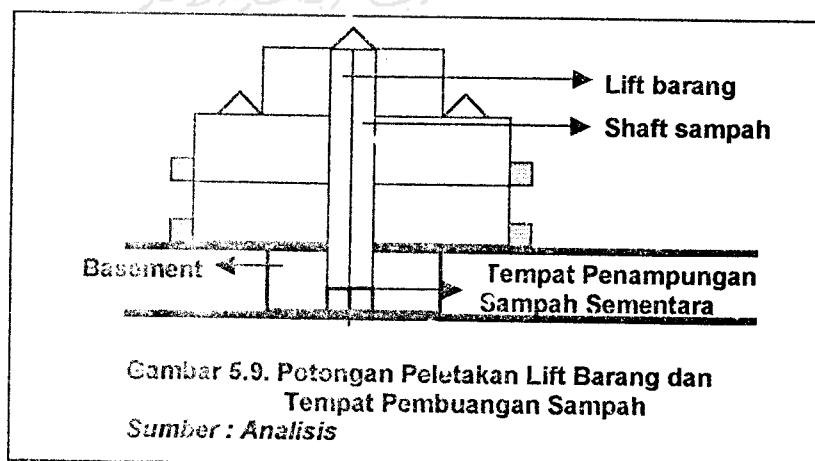 Lift barang
Shaft sampah
Basement
Tempat Penampungan
Sampah Sementara
Gambar 5.9. Potongan Peletakan Lift Barang dan
Tempat Pembuangan Sampah
Sumber : Analisis